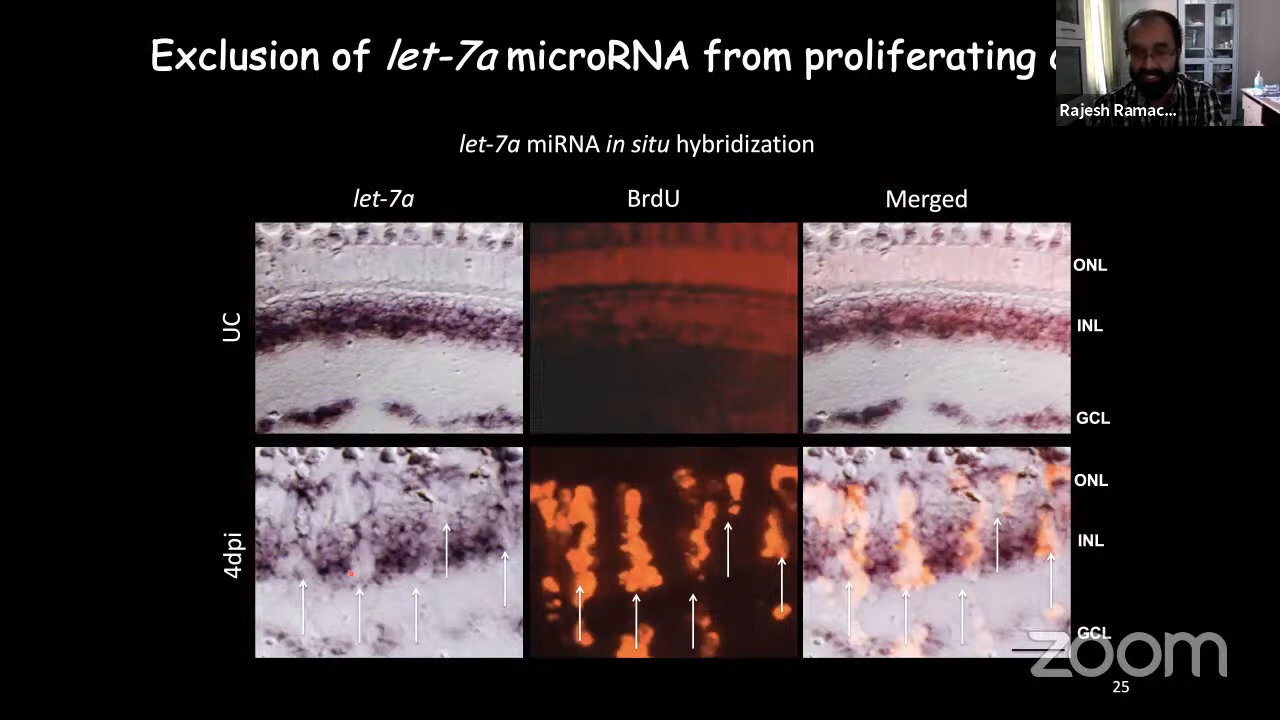 Exclusion of let-7a microRNA from proliferating
Rajesh Ramac...
let-7a miRNA in situ hybridization
let-7a BrdU Merged
UC
ONL
INL
GCL
4dpi
ONL
INL
GCL
zoom
25